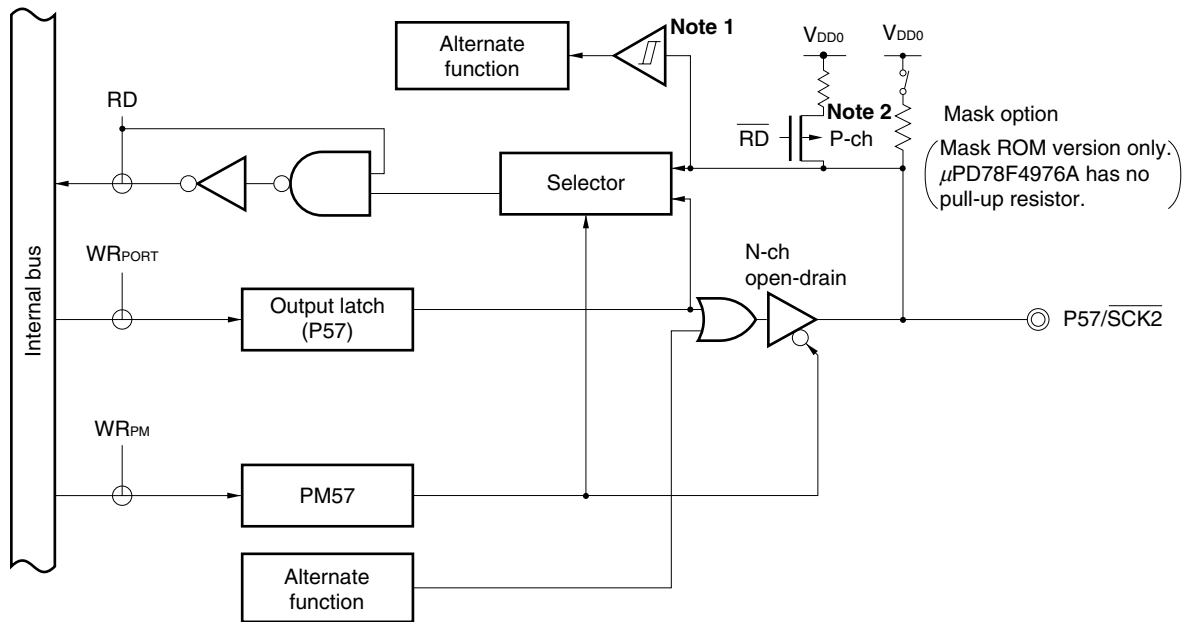 Alternate
function
Note 1
VDD0
VDD0
RD
RD
Note 2
P-ch
Mask option
Mask ROM version only.
μPD78F4976A has no
pull-up resistor.
Selector
Internal bus
WRPORT
Output latch
(P57)
N-ch
open-drain
P57/SCK2
WRPM
PM57
Alternate
function